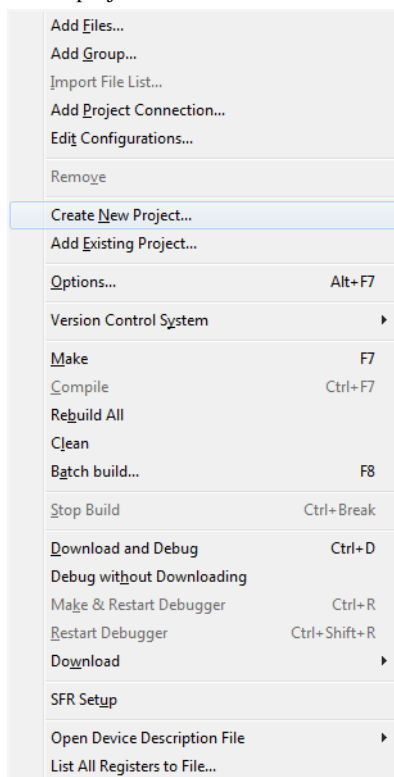 Add Files...
Add Group...
Import File List...
Add Project Connection...
Edit Configurations...
Remove
Create New Project...
Add Existing Project...
Options... Alt+F7
Version Control System
Make F7
Compile Ctrl+F7
Rebuild All
Clean
Batch build... F8
Stop Build Ctrl+Break
Download and Debug Ctrl+D
Debug without Downloading
Make & Restart Debugger Ctrl+R
Restart Debugger Ctrl+Shift+R
Download
SFR Setup
Open Device Description File
List All Registers to File...